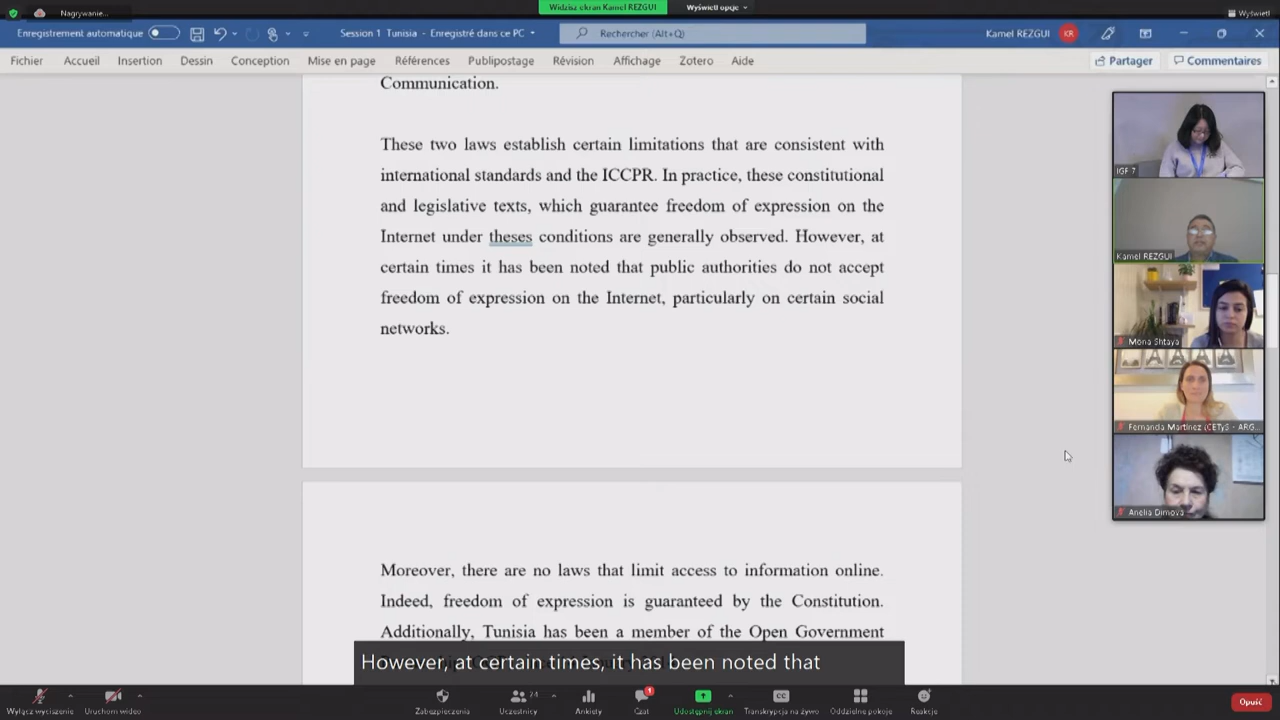 Nagrywanie...
Widzisz ekran Kamel REZGUI
Wyświetl opcje
Wyświetl
Enregistrement automatique
Session 1 Tunisia - Enregistré dans ce PC
Rechercher (Alt+Q)
Kamel REZGUI
KR
Fichier Accueil Insertion Dessin Conception Mise en page Références Publipostage Révision Affichage Zotero Aide
Partager
Commentaires
Communication.
These two laws establish certain limitations that are consistent with
international standards and the ICCPR. In practice, these constitutional
and legislative texts, which guarantee freedom of expression on the
Internet under theses conditions are generally observed. However, at
certain times it has been noted that public authorities do not accept
freedom of expression on the Internet, particularly on certain social
networks.
IGF 7
Kamel REZGUI
Mona Shtaya
Fernanda Martinez (CETyS - ARG...
Anelia Dimova
Moreover, there are no laws that limit access to information online.
Indeed, freedom of expression is guaranteed by the Constitution.
Additionally, Tunisia has been a member of the Open Government
However, at certain times, it has been noted that
Wyłącz wyciszenie
Uruchom wideo
Zabezpieczenia
24
Uczestnicy
Ankiety
1
Czat
Udostępnij ekran
CC
Transkrypcja na żywo
Oddzielne pokoje
Reakcje
Opuść